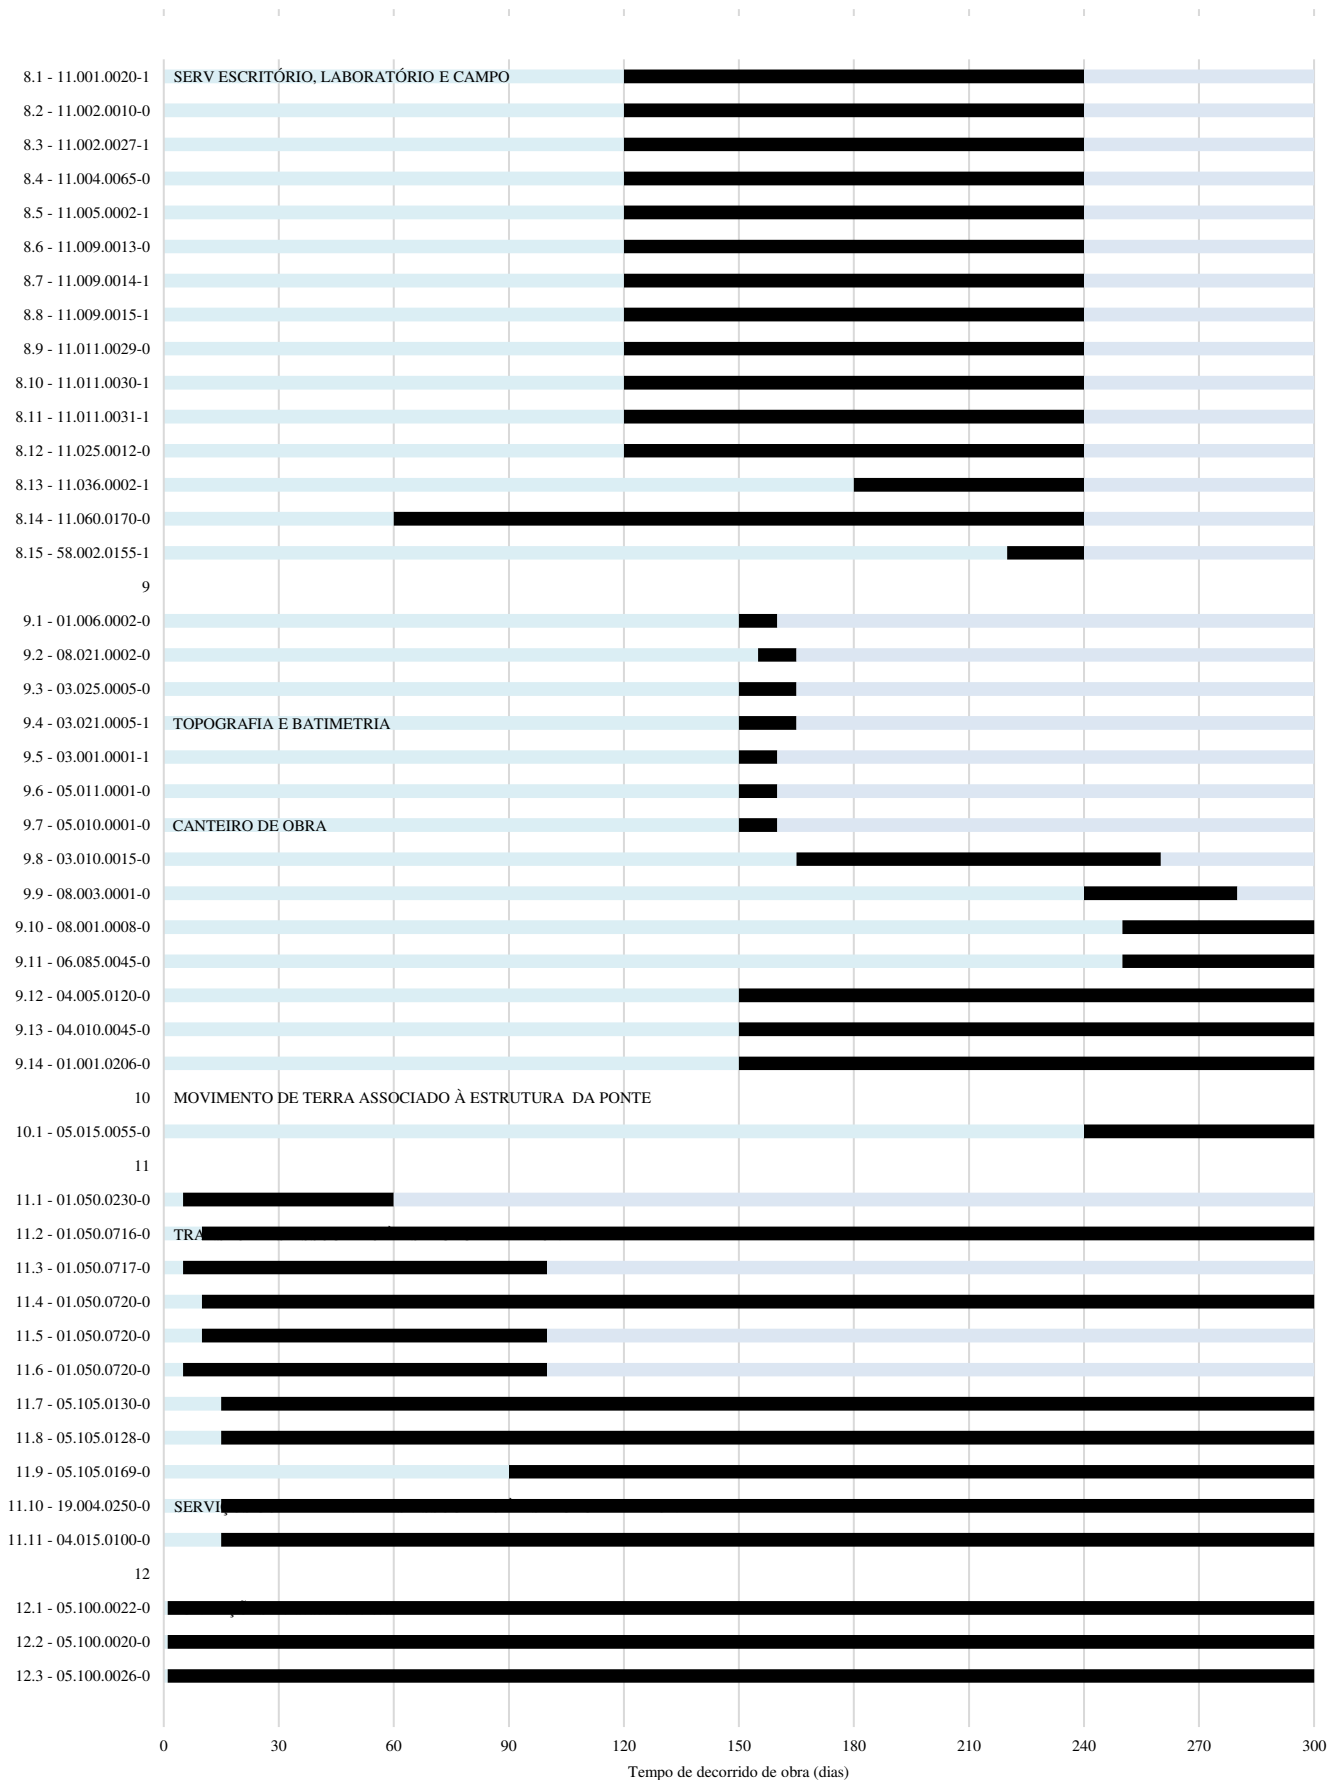 8.1 - 11.001.0020-1 SERV ESCRITÓRIO, LABORATÓRIO E CAMPO
8.2 - 11.002.0010-0
8.3 - 11.002.0027-1
8.4 - 11.004.0065-0
8.5 - 11.005.0002-1
8.6 - 11.009.0013-0
8.7 - 11.009.0014-1
8.8 - 11.009.0015-1
8.9 - 11.011.0029-0
8.10 - 11.011.0030-1
8.11 - 11.011.0031-1
8.12 - 11.025.0012-0
8.13 - 11.036.0002-1
8.14 - 11.060.0170-0
8.15 - 58.002.0155-1
9
9.1 - 01.006.0002-0
9.2 - 08.021.0002-0
9.3 - 03.025.0005-0
9.4 - 03.021.0005-1 TOPOGRAFIA E BATIMETRIA
9.5 - 03.001.0001-1
9.6 - 05.011.0001-0
9.7 - 05.010.0001-0 CANTEIRO DE OBRA
9.8 - 03.010.0015-0
9.9 - 08.003.0001-0
9.10 - 08.001.0008-0
9.11 - 06.085.0045-0
9.12 - 04.005.0120-0
9.13 - 04.010.0045-0
9.14 - 01.001.0206-0
10 MOVIMENTO DE TERRA ASSOCIADO À ESTRUTURA DA PONTE
10.1 - 05.015.0055-0
11
11.1 - 01.050.0230-0
11.2 - 01.050.0716-0
11.3 - 01.050.0717-0
11.4 - 01.050.0720-0
11.5 - 01.050.0720-0
11.6 - 01.050.0720-0
11.7 - 05.105.0130-0
11.8 - 05.105.0128-0
11.9 - 05.105.0169-0
11.10 - 19.004.0250-0
11.11 - 04.015.0100-0
12
12.1 - 05.100.0022-0
12.2 - 05.100.0020-0
12.3 - 05.100.0026-0
0 30 60 90 120 150 180 210 240 270 300
Tempo de decorrido de obra (dias)